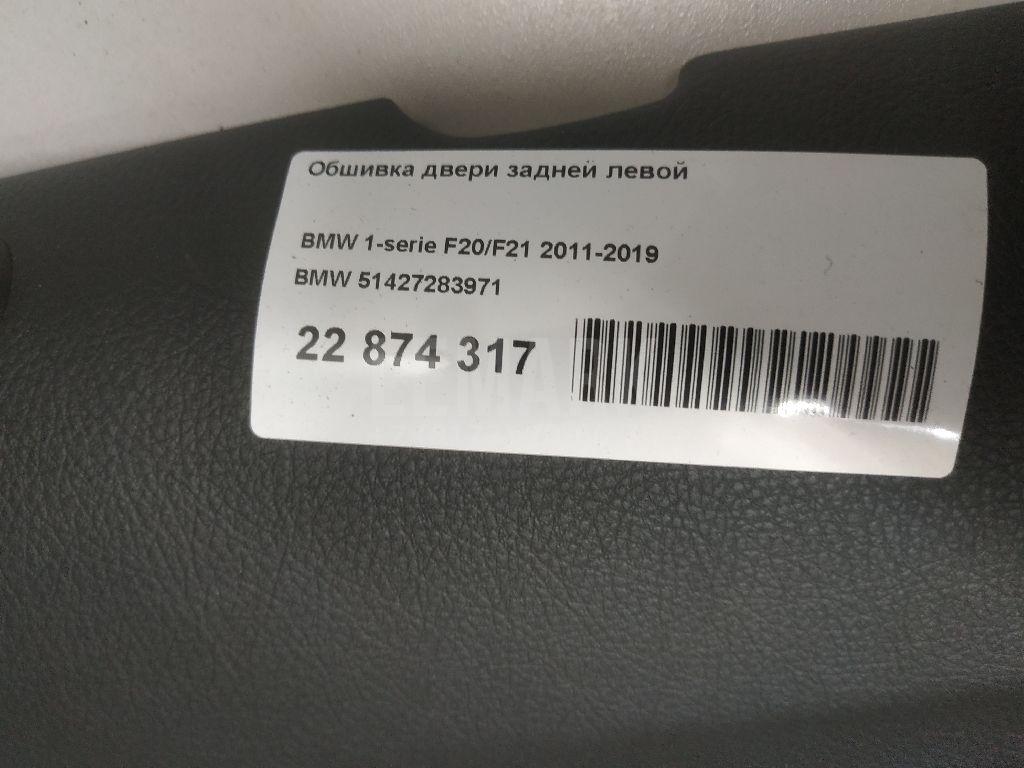 Обшивка двери задней левой
BMW 1-serie F20/F21 2011-2019
BMW 51427283971
22 874 317